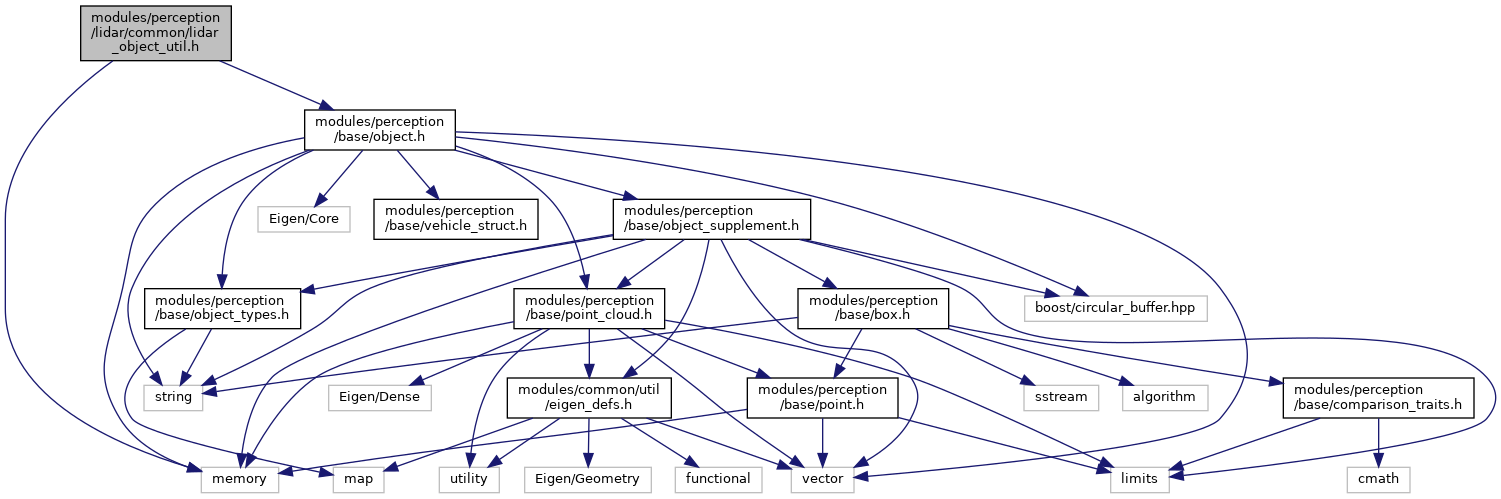 modules/perception
/lidar/common/lidar
_object_util.h
modules/perception
/base/object.h
Eigen/Core
modules/perception
/base/vehicle_struct.h
modules/perception
/base/object_supplement.h
modules/perception
/base/object_types.h
modules/perception
/base/point_cloud.h
modules/perception
/base/box.h
boost/circular_buffer.hpp
string
Eigen/Dense
modules/common/util
/eigen_defs.h
modules/perception
/base/point.h
sstream
algorithm
modules/perception
/base/comparison_traits.h
memory
map
utility
Eigen/Geometry
functional
vector
limits
cmath